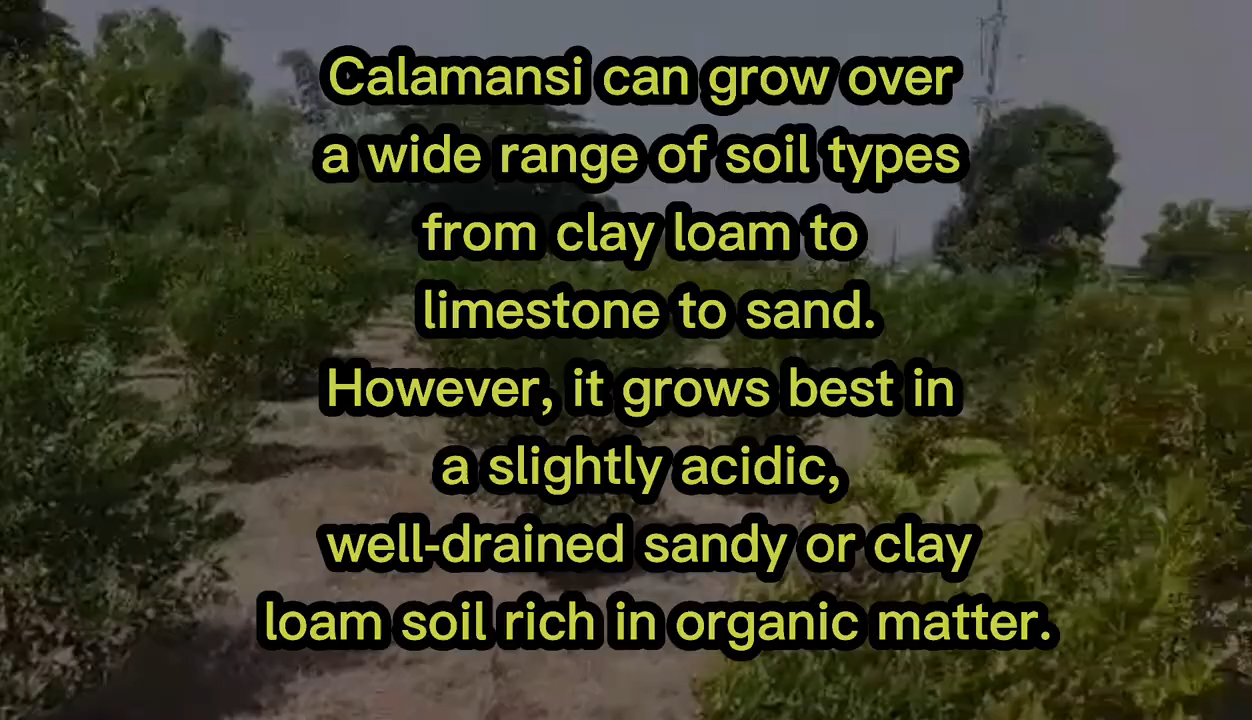 Calamansi can grow over
a wide range of soil types
from clay loam to
limestone to sand.
However, it grows best in
a slightly acidic,
well-drained sandy or clay
loam soil rich in organic matter.